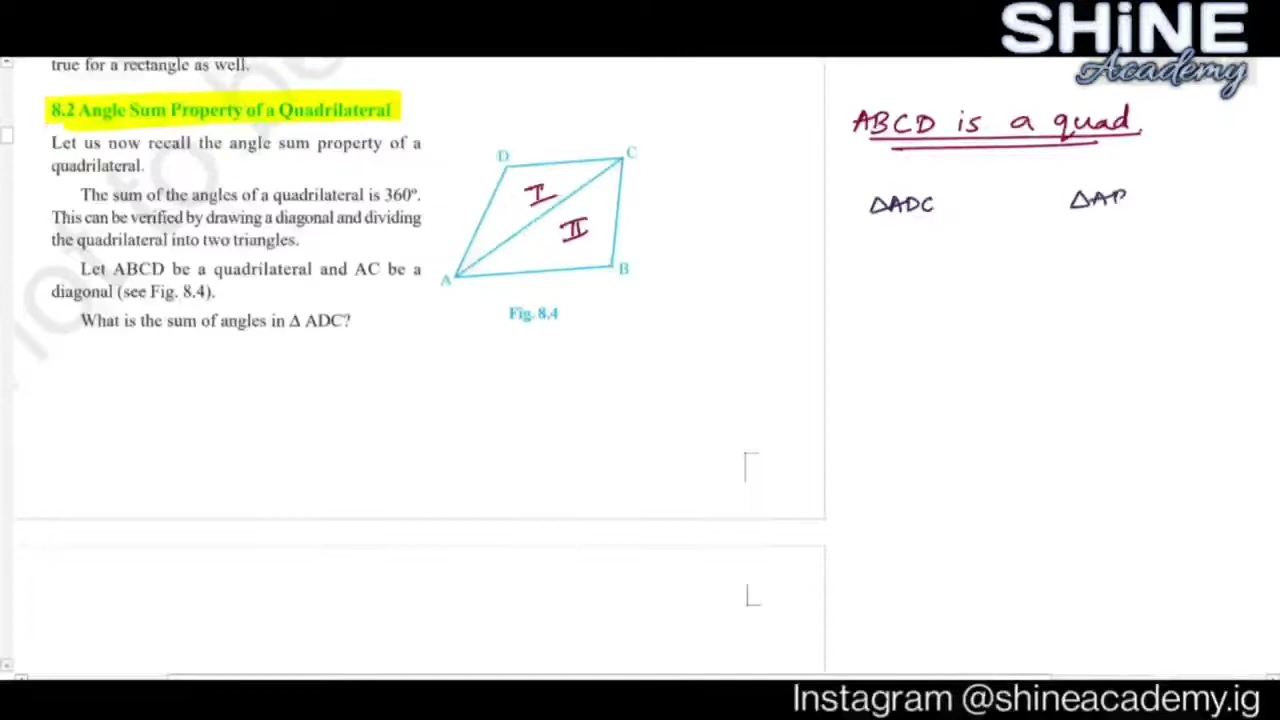 SHiNE
Academy
true for a rectangle as well.
8.2 Angle Sum Property of a Quadrilateral
Let us now recall the angle sum property of a
quadrilateral.
The sum of the angles of a quadrilateral is 360º.
This can be verified by drawing a diagonal and dividing
the quadrilateral into two triangles.
Let ABCD be a quadrilateral and AC be a
diagonal (see Fig. 8.4).
What is the sum of angles in Δ ADC?
D
C
I
II
A
B
Fig. 8.4
ABCD is a quad.
ΔADC
Instagram @shineacademy.ig